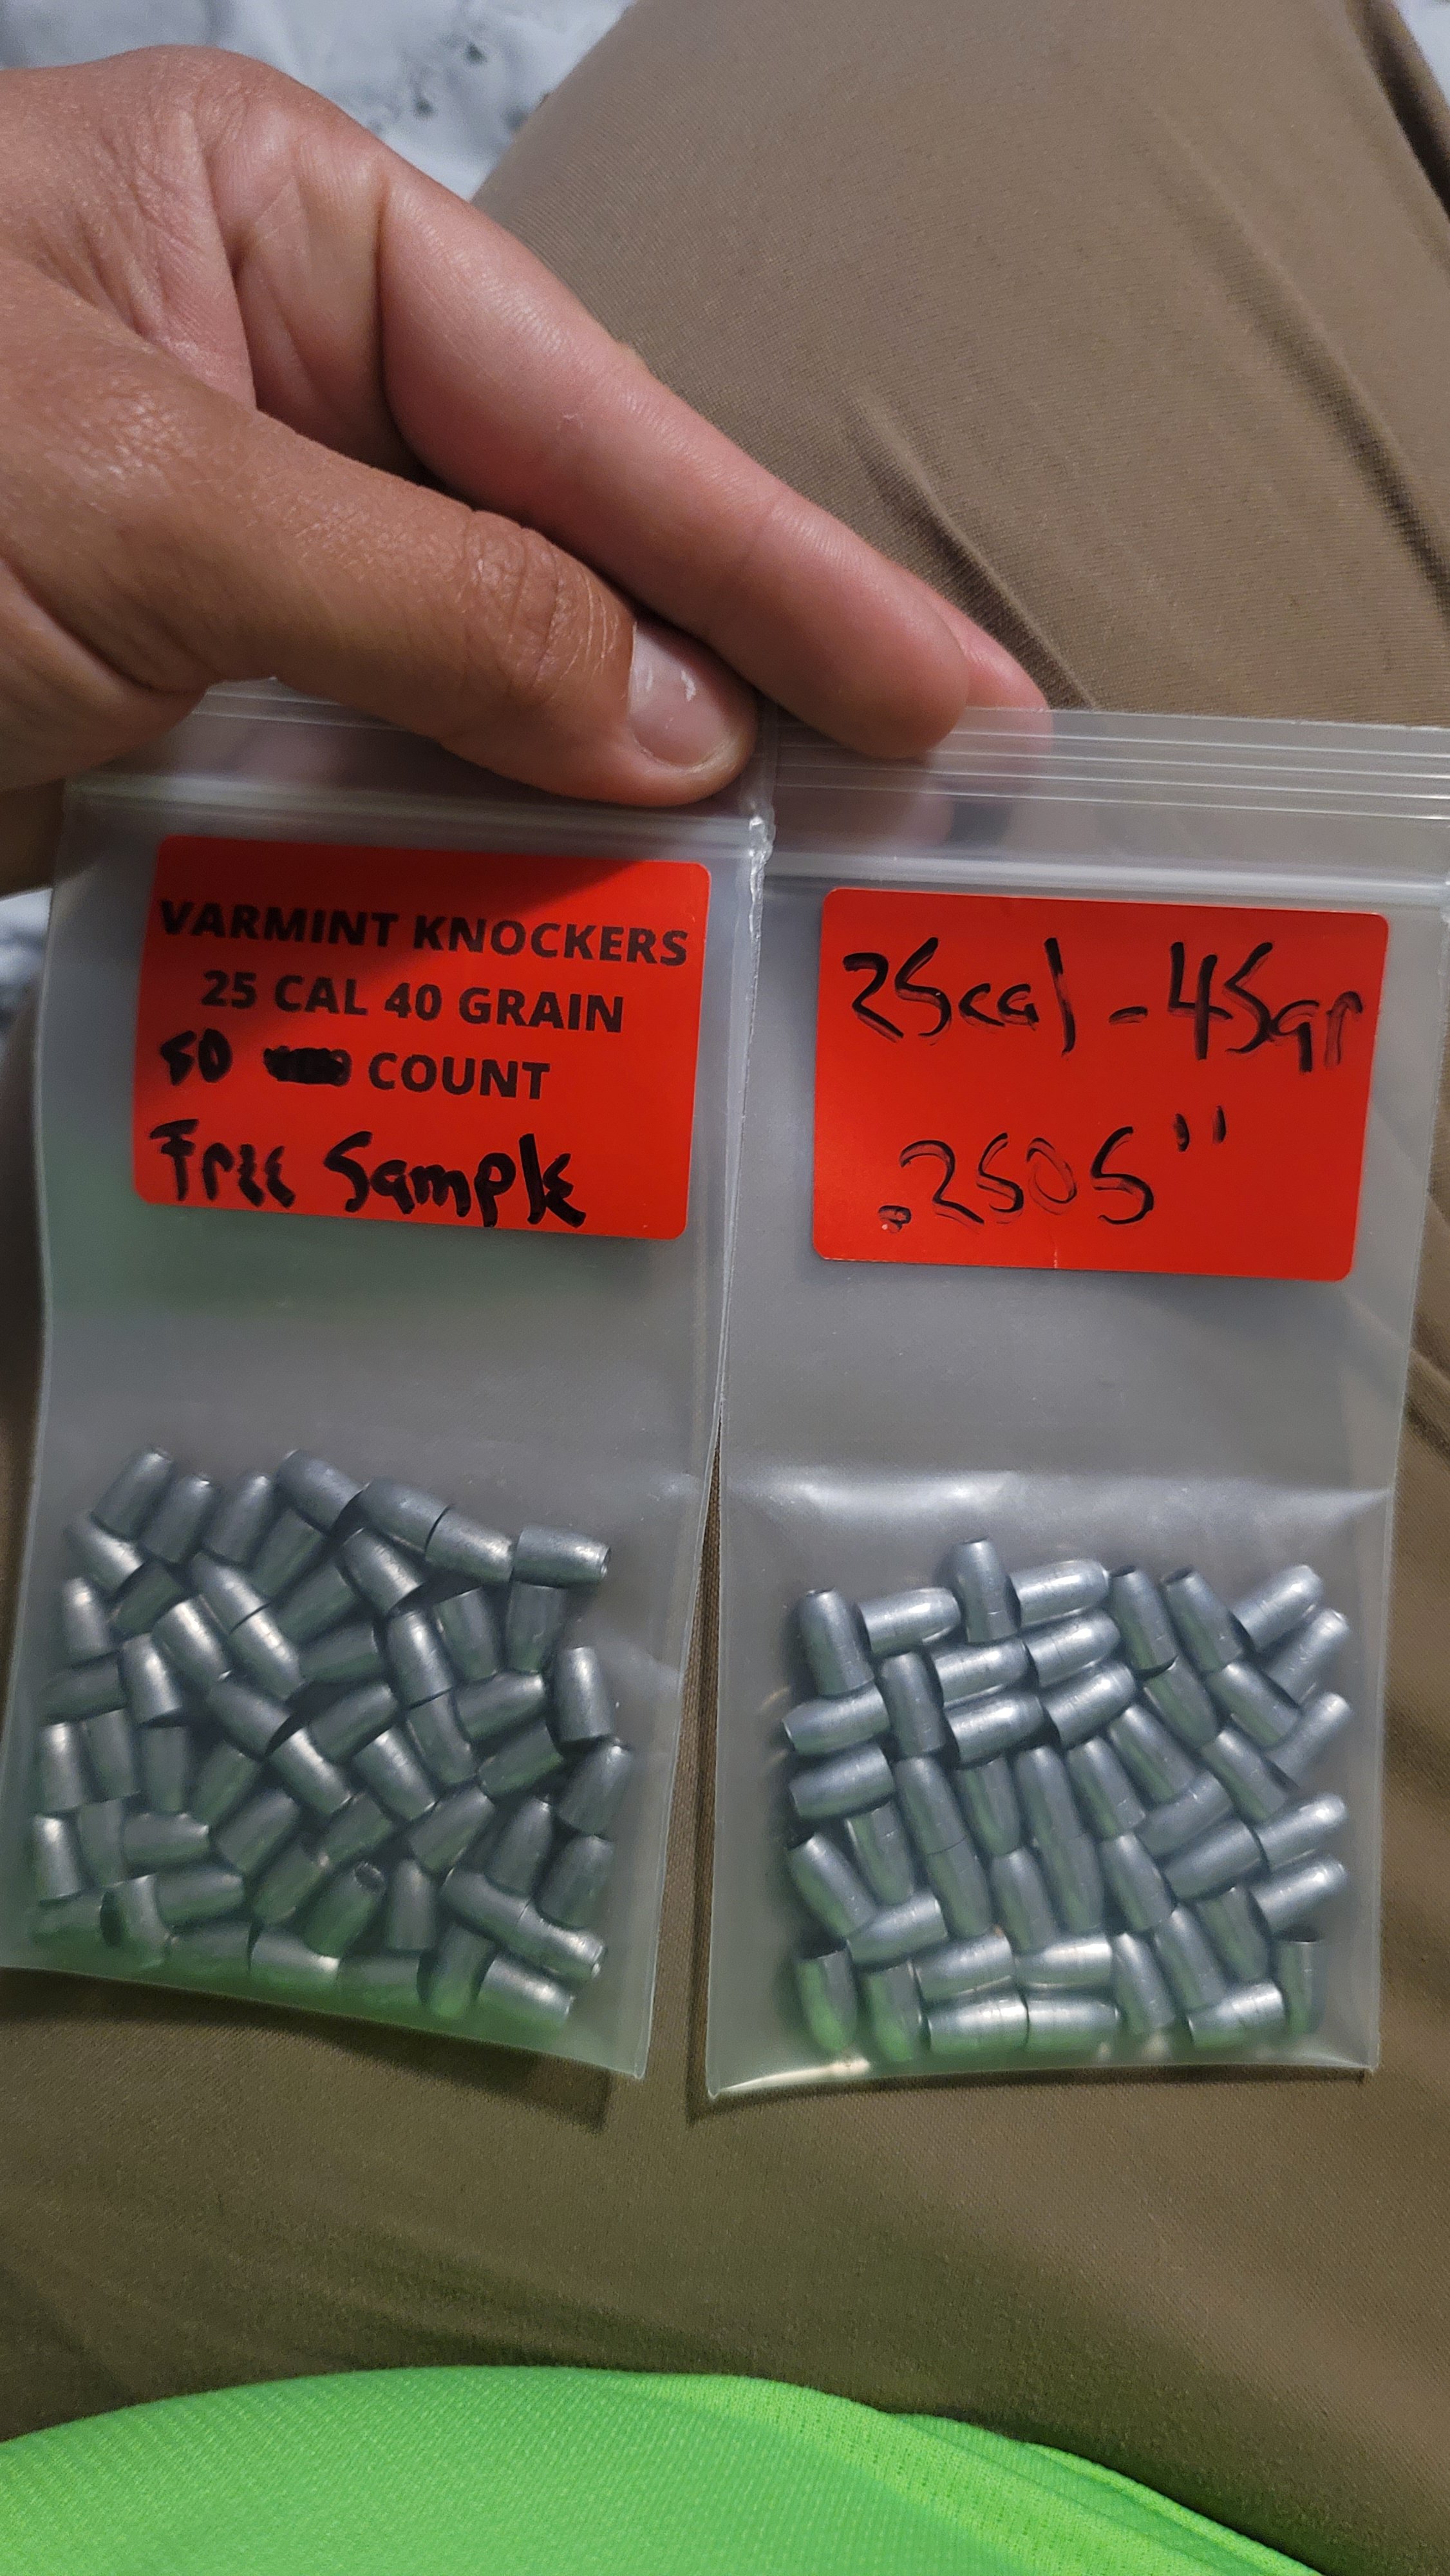 VARMINT KNOCKERS
25 CAL 40 GRAIN
50 COUNT
Free Sample
25cal - 45gr
.2505"